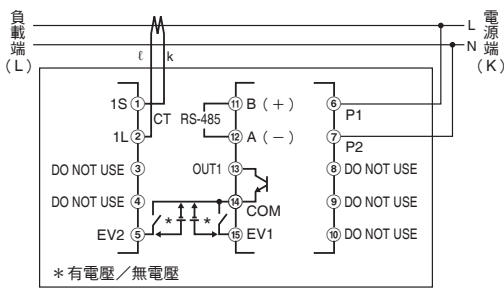 負載端(L)
電源端(K)
L
N
ℓ k
1S ① CT RS-485 ⑪ B(+) ⑥ P1
1L ② ⑫ A(-) ⑦ P2
DO NOT USE ③ OUT1 ⑬ ⑧ DO NOT USE
DO NOT USE ④ ⑭ COM ⑨ DO NOT USE
EV2 ⑤ * * ⑮ EV1 ⑩ DO NOT USE
*有電壓/無電壓